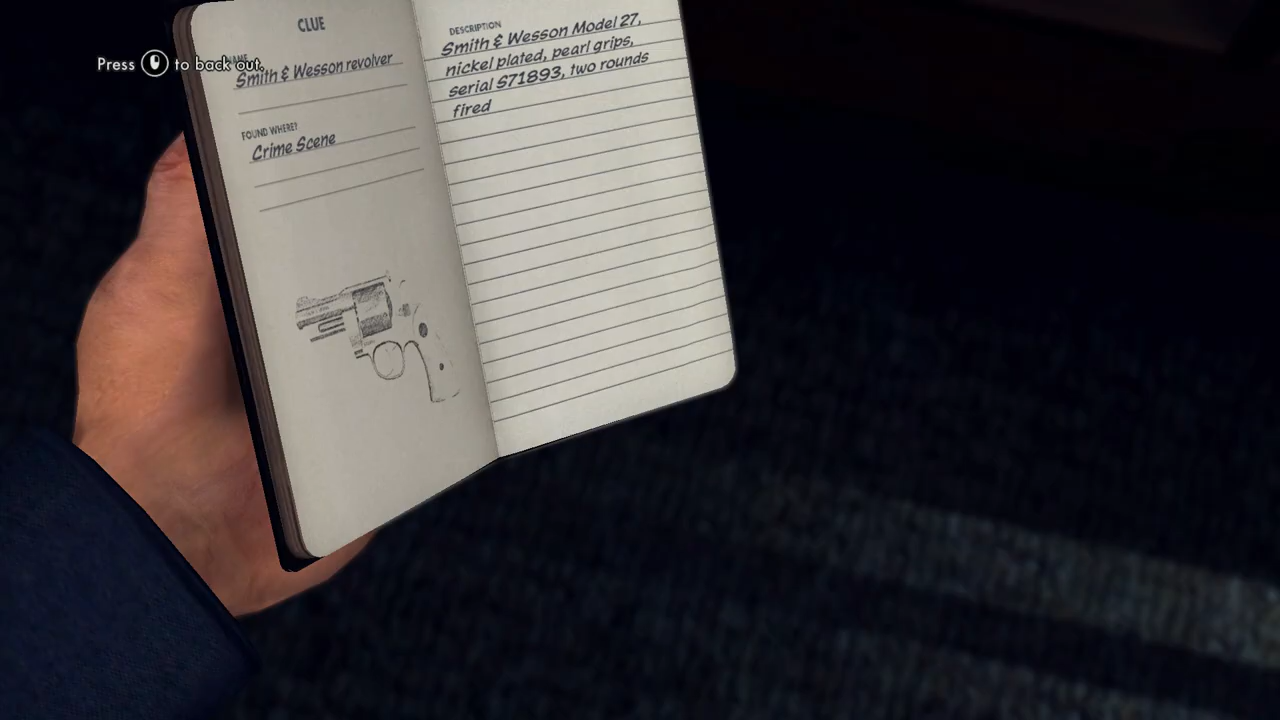 CLUE
Press to back out.
NAME
Smith & Wesson revolver
FOUND WHERE?
Crime Scene
DESCRIPTION
Smith & Wesson Model 27,
nickel plated, pearl grips,
serial S71893, two rounds
fired